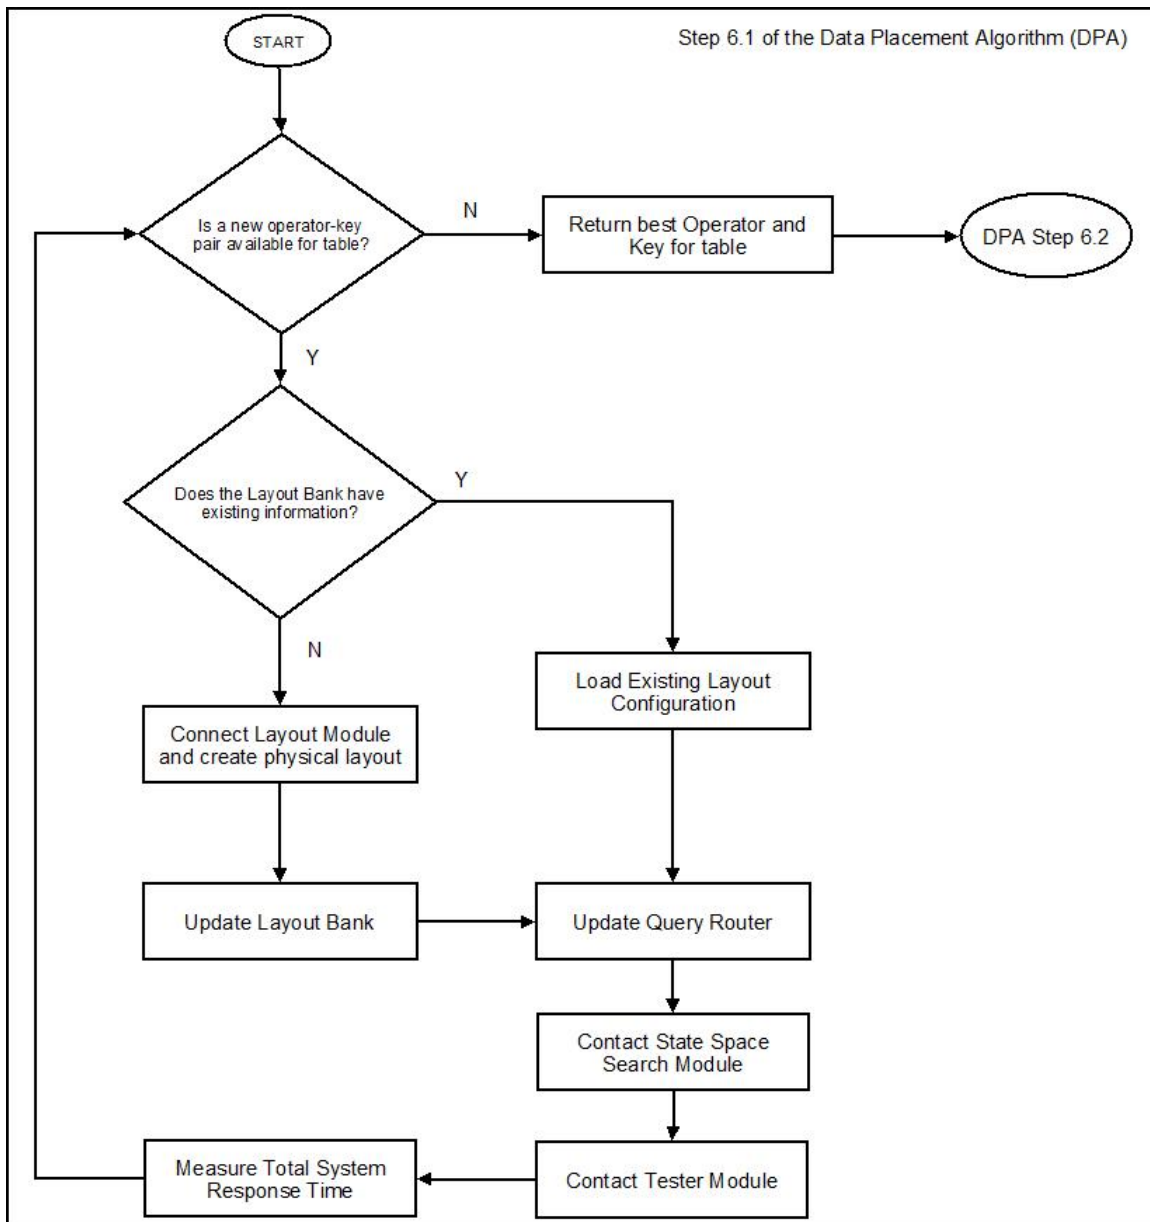 START
Step 6.1 of the Data Placement Algorithm (DPA)
Is a new operator-key
pair available for table?
N
Return best Operator and
Key for table
DPA Step 6.2
Y
Does the Layout Bank have
existing information?
Y
N
Load Existing Layout
Configuration
Connect Layout Module
and create physical layout
Update Layout Bank
Update Query Router
Contact State Space
Search Module
Measure Total System
Response Time
Contact Tester Module